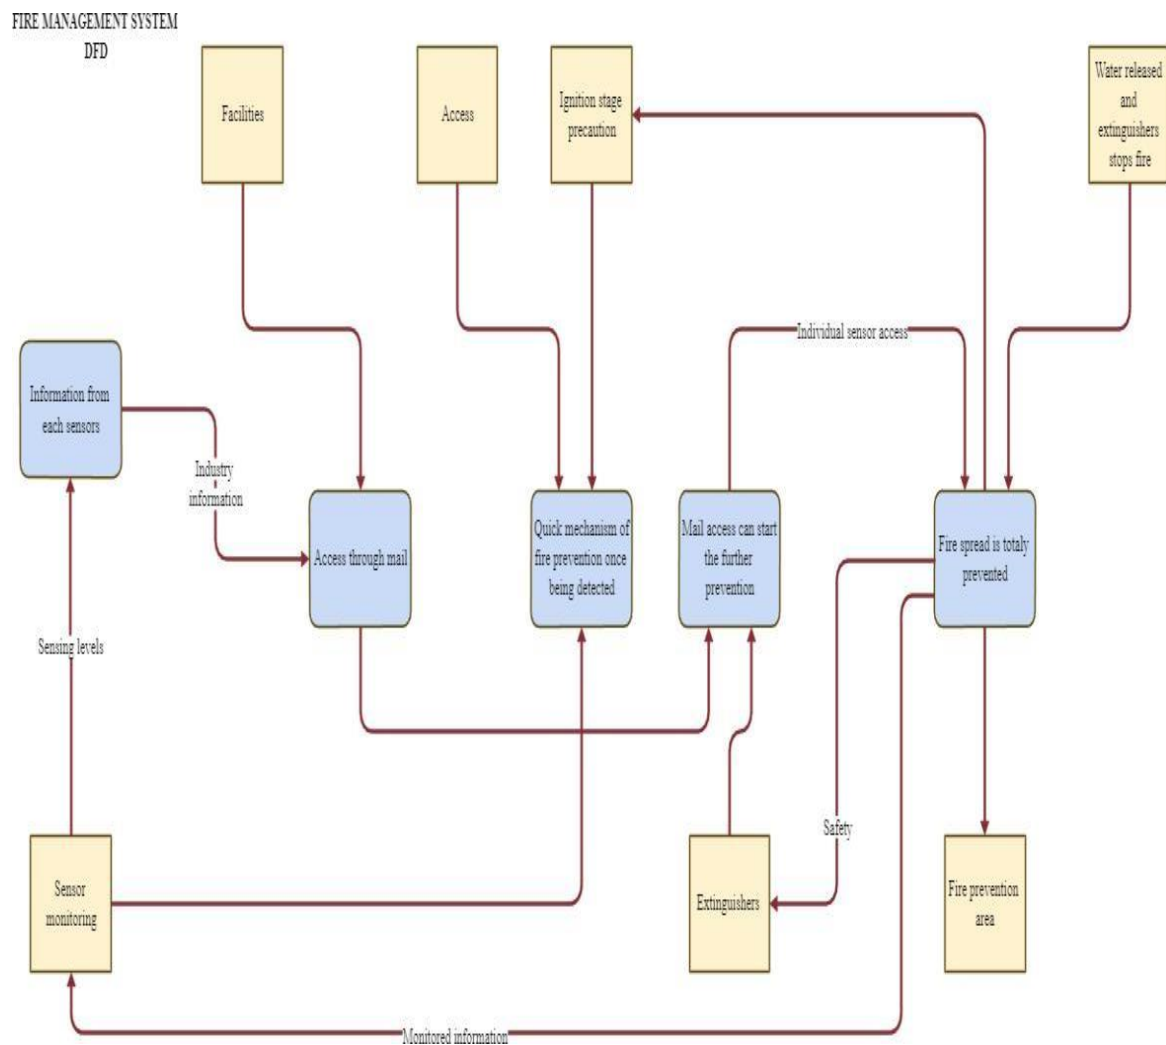 FIRE MANAGEMENT SYSTEM
DFD
Facilities
Access
Ignition stage
precaution
Water released
and
extinguishers
stops fire
Individual sensor access
Information from
each sensors
Industry
information
Access through mail
Quick mechanism of
fire prevention once
being detected
Mail access can start
the further
prevention
Fire spread is totaly
prevented
Sensing levels
Safety
Sensor
monitoring
Extinguishers
Fire prevention
area
Monitored information